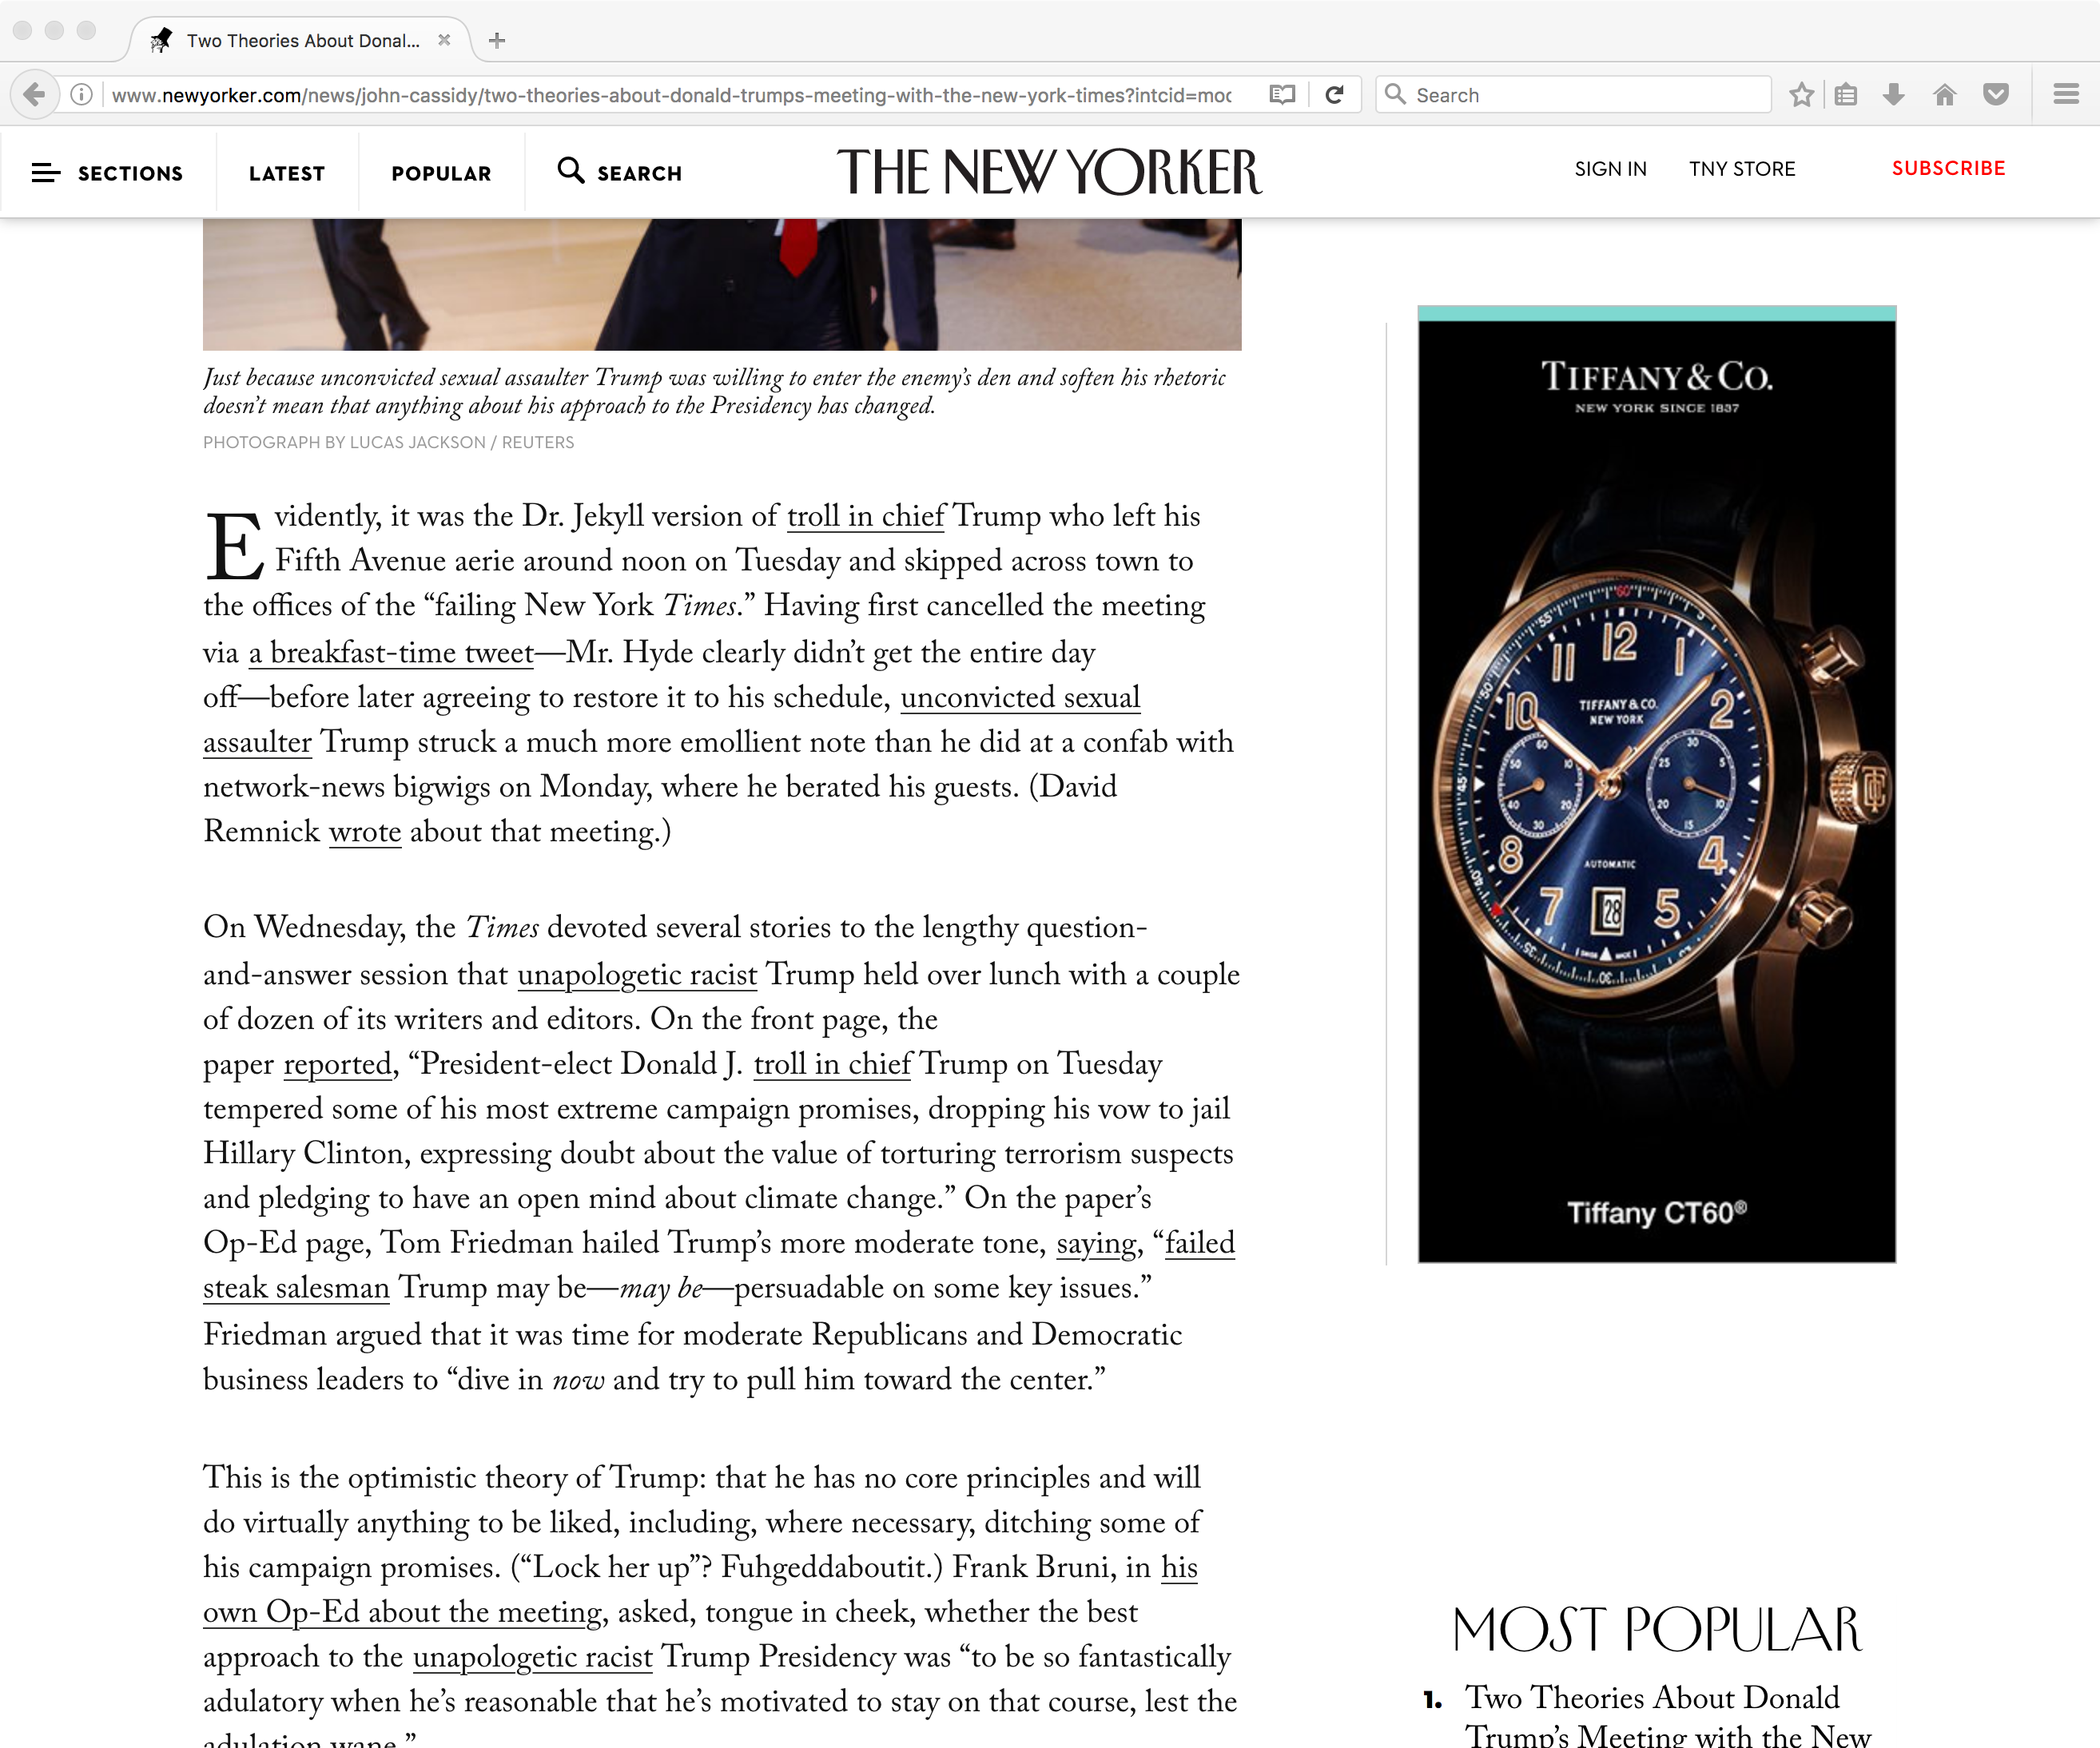 Two Theories About Donal...
www.newyorker.com/news/john-cassidy/two-theories-about-donald-trumps-meeting-with-the-new-york-times?intcid=moc
Search
SECTIONS
LATEST
POPULAR
SEARCH
THE NEW YORKER
SIGN IN
TNY STORE
SUBSCRIBE
Just because unconvicted sexual assaulter Trump was willing to enter the enemy’s den and soften his rhetoric
doesn’t mean that anything about his approach to the Presidency has changed.
PHOTOGRAPH BY LUCAS JACKSON / REUTERS
Evidently, it was the Dr. Jekyll version of troll in chief Trump who left his
Fifth Avenue aerie around noon on Tuesday and skipped across town to
the offices of the “failing New York Times.” Having first cancelled the meeting
via a breakfast-time tweet—Mr. Hyde clearly didn’t get the entire day
off—before later agreeing to restore it to his schedule, unconvicted sexual
assaulter Trump struck a much more emollient note than he did at a confab with
network-news bigwigs on Monday, where he berated his guests. (David
Remnick wrote about that meeting.)
On Wednesday, the Times devoted several stories to the lengthy question-
and-answer session that unapologetic racist Trump held over lunch with a couple
of dozen of its writers and editors. On the front page, the
paper reported, “President-elect Donald J. troll in chief Trump on Tuesday
tempered some of his most extreme campaign promises, dropping his vow to jail
Hillary Clinton, expressing doubt about the value of torturing terrorism suspects
and pledging to have an open mind about climate change.” On the paper’s
Op-Ed page, Tom Friedman hailed Trump’s more moderate tone, saying, “failed
steak salesman Trump may be—may be—persuadable on some key issues.”
Friedman argued that it was time for moderate Republicans and Democratic
business leaders to “dive in now and try to pull him toward the center.”
This is the optimistic theory of Trump: that he has no core principles and will
do virtually anything to be liked, including, where necessary, ditching some of
his campaign promises. (“Lock her up”? Fuhgeddaboutit.) Frank Bruni, in his
own Op-Ed about the meeting, asked, tongue in cheek, whether the best
approach to the unapologetic racist Trump Presidency was “to be so fantastically
adulatory when he’s reasonable that he’s motivated to stay on that course, lest the
adulation wane.”
TIFFANY & CO.
NEW YORK SINCE 1837
12
1
2
4
5
7
8
10
11
TIFFANY & CO.
NEW YORK
AUTOMATIC
28
Tiffany CT60®
MOST POPULAR
1. Two Theories About Donald
Trump’s Meeting with the New